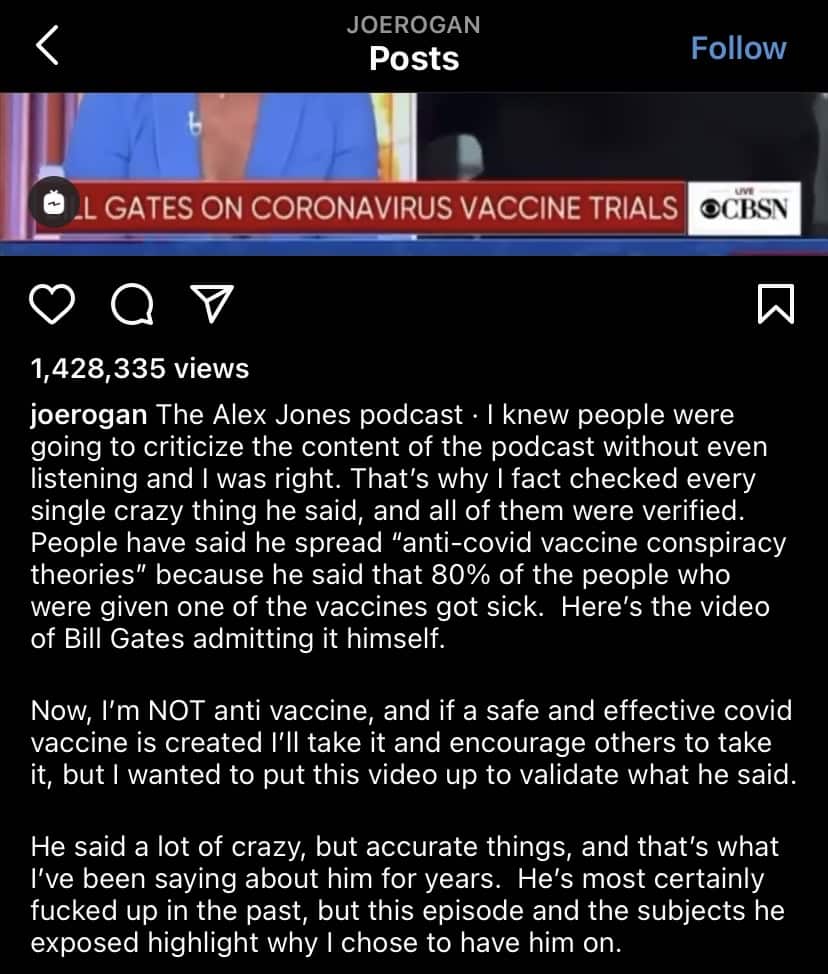 JOEROGAN
Posts
Follow
LL GATES ON CORONAVIRUS VACCINE TRIALS
LIVE
CBSN
1,428,335 views
joerogan The Alex Jones podcast · I knew people were
going to criticize the content of the podcast without even
listening and I was right. That’s why I fact checked every
single crazy thing he said, and all of them were verified.
People have said he spread “anti-covid vaccine conspiracy
theories” because he said that 80% of the people who
were given one of the vaccines got sick.  Here’s the video
of Bill Gates admitting it himself.
Now, I’m NOT anti vaccine, and if a safe and effective covid
vaccine is created I’ll take it and encourage others to take
it, but I wanted to put this video up to validate what he said.
He said a lot of crazy, but accurate things, and that’s what
I’ve been saying about him for years.  He’s most certainly
fucked up in the past, but this episode and the subjects he
exposed highlight why I chose to have him on.